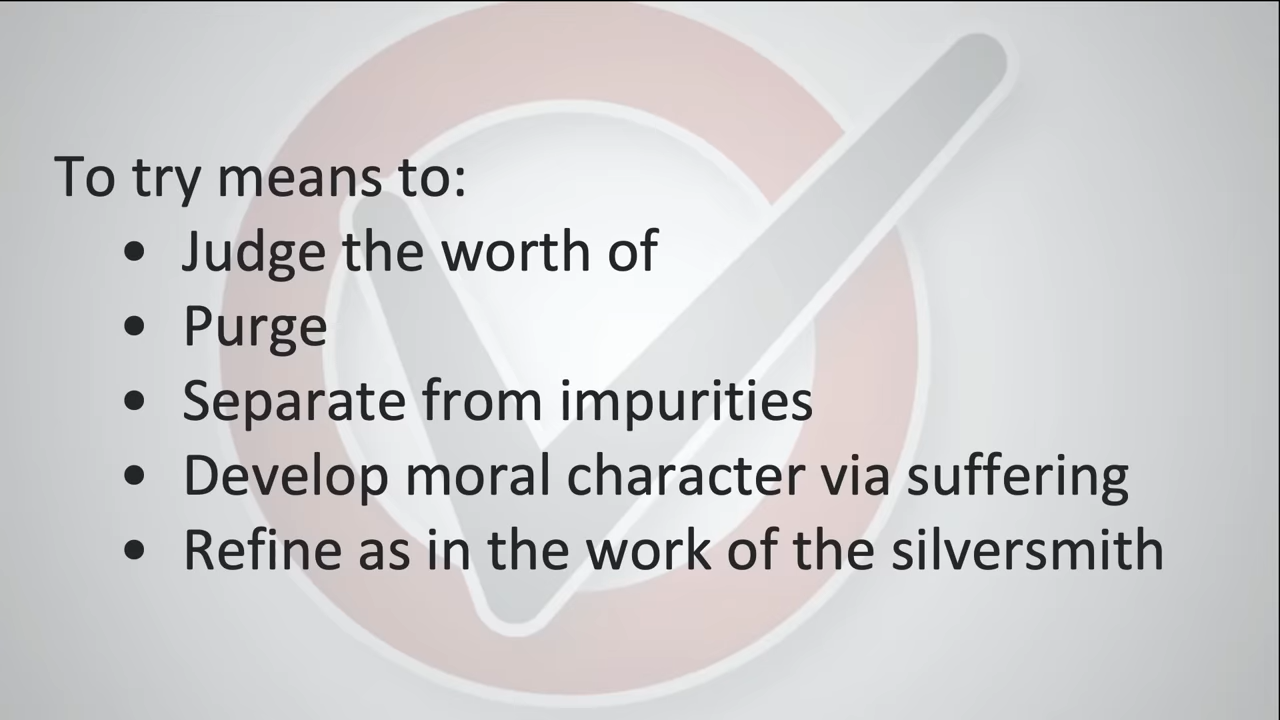 To try means to:
• Judge the worth of
• Purge
• Separate from impurities
• Develop moral character via suffering
• Refine as in the work of the silversmith